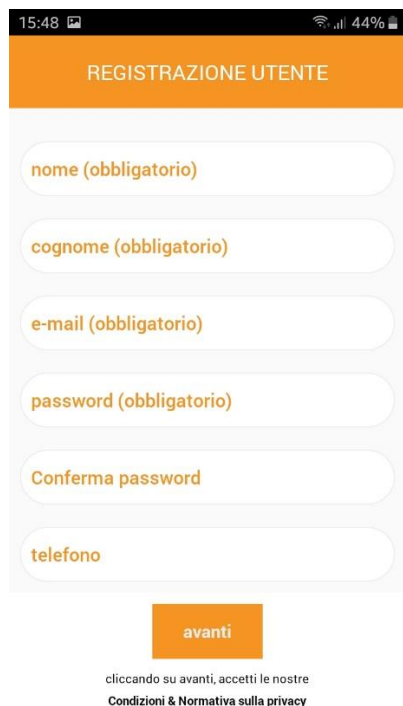 15:48 44%
REGISTRAZIONE UTENTE
nome (obbligatorio)
cognome (obbligatorio)
e-mail (obbligatorio)
password (obbligatorio)
Conferma password
telefono
avanti
cliccando su avanti, accetti le nostre
Condizioni & Normativa sulla privacy